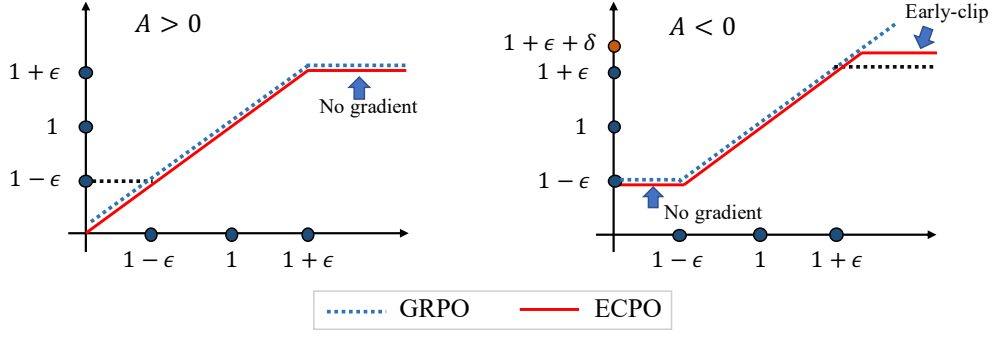 A > 0
1 + ϵ
No gradient
1
1 − ϵ
1 − ϵ
1
1 + ϵ
A < 0
Early-clip
1 + ϵ + δ
1 + ϵ
1
1 − ϵ
No gradient
1 − ϵ
1
1 + ϵ
GRPO
ECPO